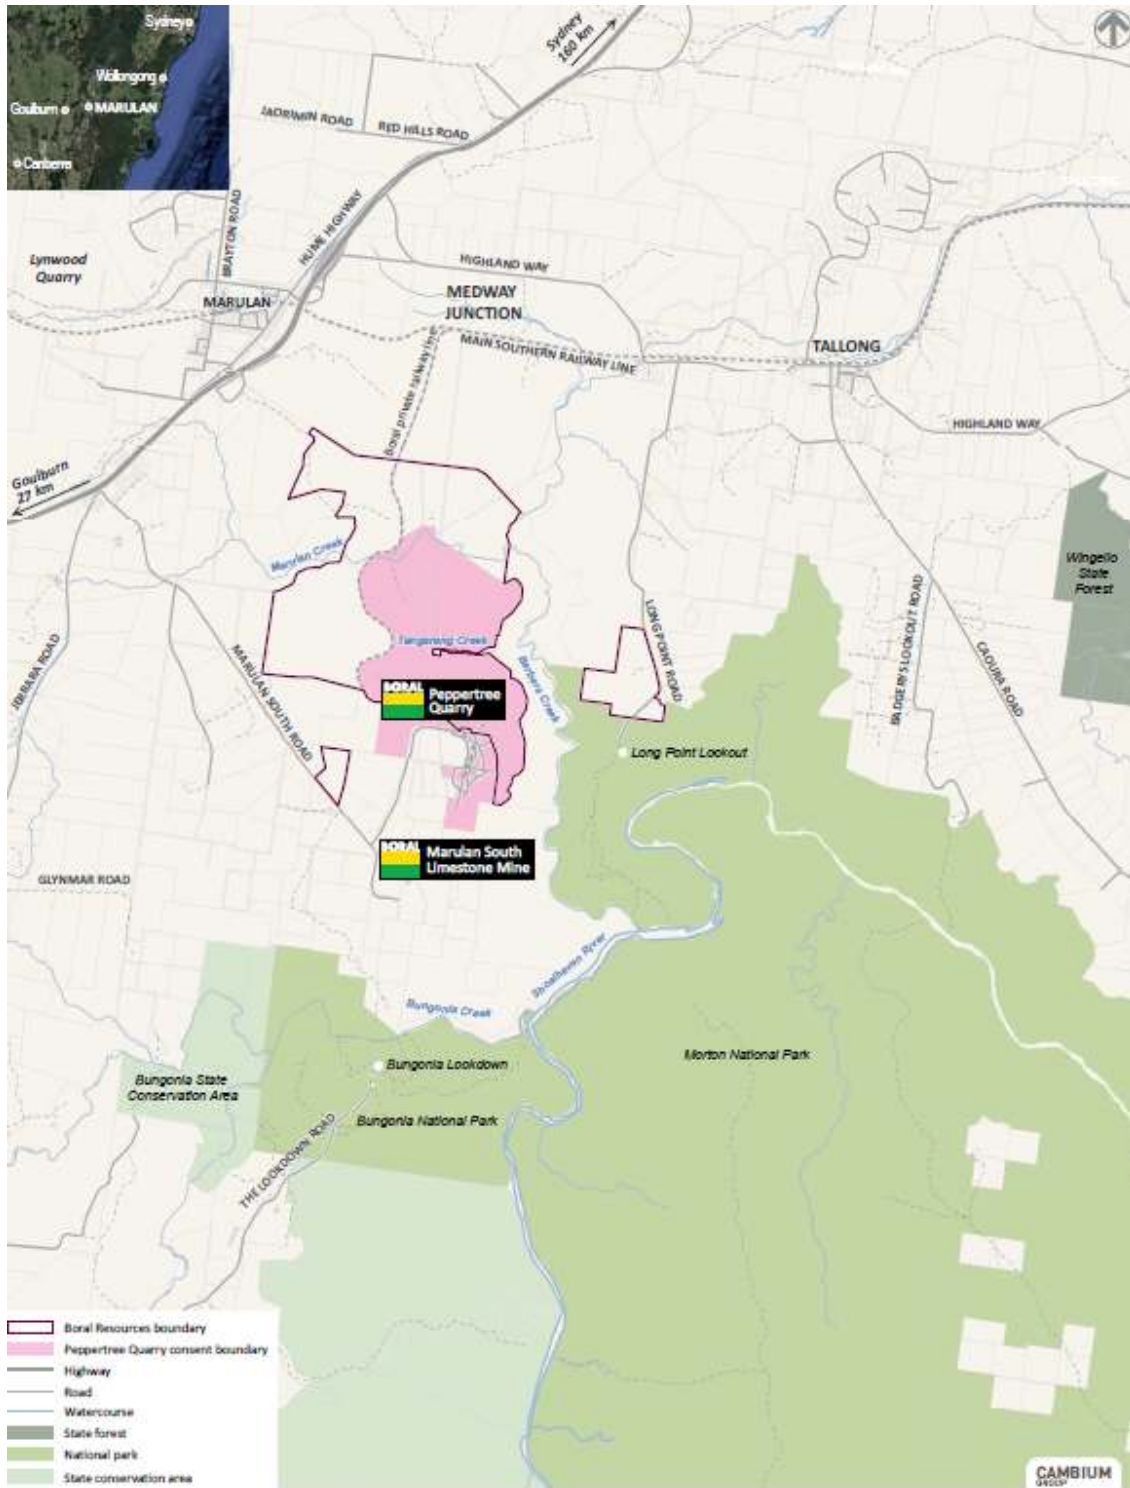 Sydney
Wollongong
Goulburn
MARULAN
Canberra
Sydney
160 km
JAORIMIN ROAD
RED HILLS ROAD
BRAYTON ROAD
HUME HIGHWAY
Lynwood
Quarry
HIGHLAND WAY
MARULAN
MEDWAY
JUNCTION
MAIN SOUTHERN RAILWAY LINE
TALLONG
Boral private railway line
HIGHLAND WAY
Goulburn
27 km
Marulan Creek
Wingello
State
Forest
LONG POINT ROAD
BADGERYS LOOKOUT ROAD
CAOURA ROAD
Tangarang Creek
Barbers Creek
JERRARA ROAD
MARULAN SOUTH ROAD
BORAL
Peppertree
Quarry
Long Point Lookout
BORAL
Marulan South
Limestone Mine
GLYNMAR ROAD
Shoalhaven River
Bungonia Creek
Morton National Park
Bungonia Lookdown
Bungonia State
Conservation Area
Bungonia National Park
THE LOOKDOWN ROAD
Boral Resources boundary
Peppertree Quarry consent boundary
Highway
Road
Watercourse
State forest
National park
State conservation area
CAMBIUM
GROUP